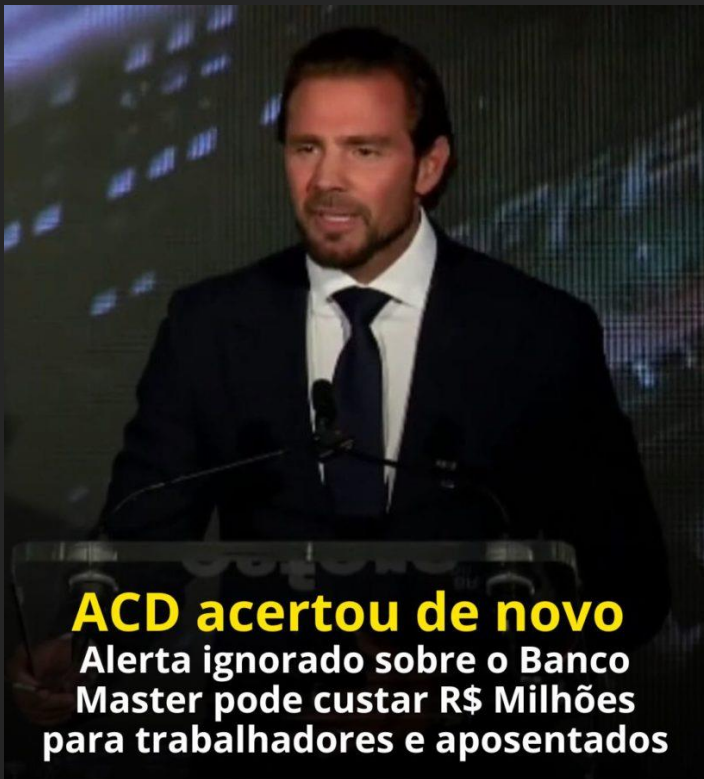 ACD acertou de novo
Alerta ignorado sobre o Banco
Master pode custar R$ Milhões
para trabalhadores e aposentados